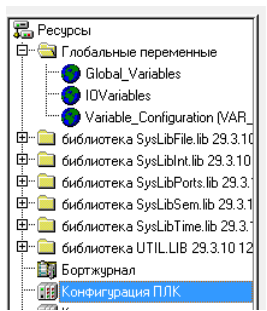 Ресурсы
Глобальные переменные
Global_Variables
IOVariables
Variable_Configuration (VAR_
библиотека SysLibFile.lib 29.3.10
библиотека SysLibInt.lib 29.3.10
библиотека SysLibPorts.lib 29.3.
библиотека SysLibSem.lib 29.3.1
библиотека SysLibTime.lib 29.3.
библиотека UTIL.LIB 29.3.10 12
Бортжурнал
Конфигурация ПЛК